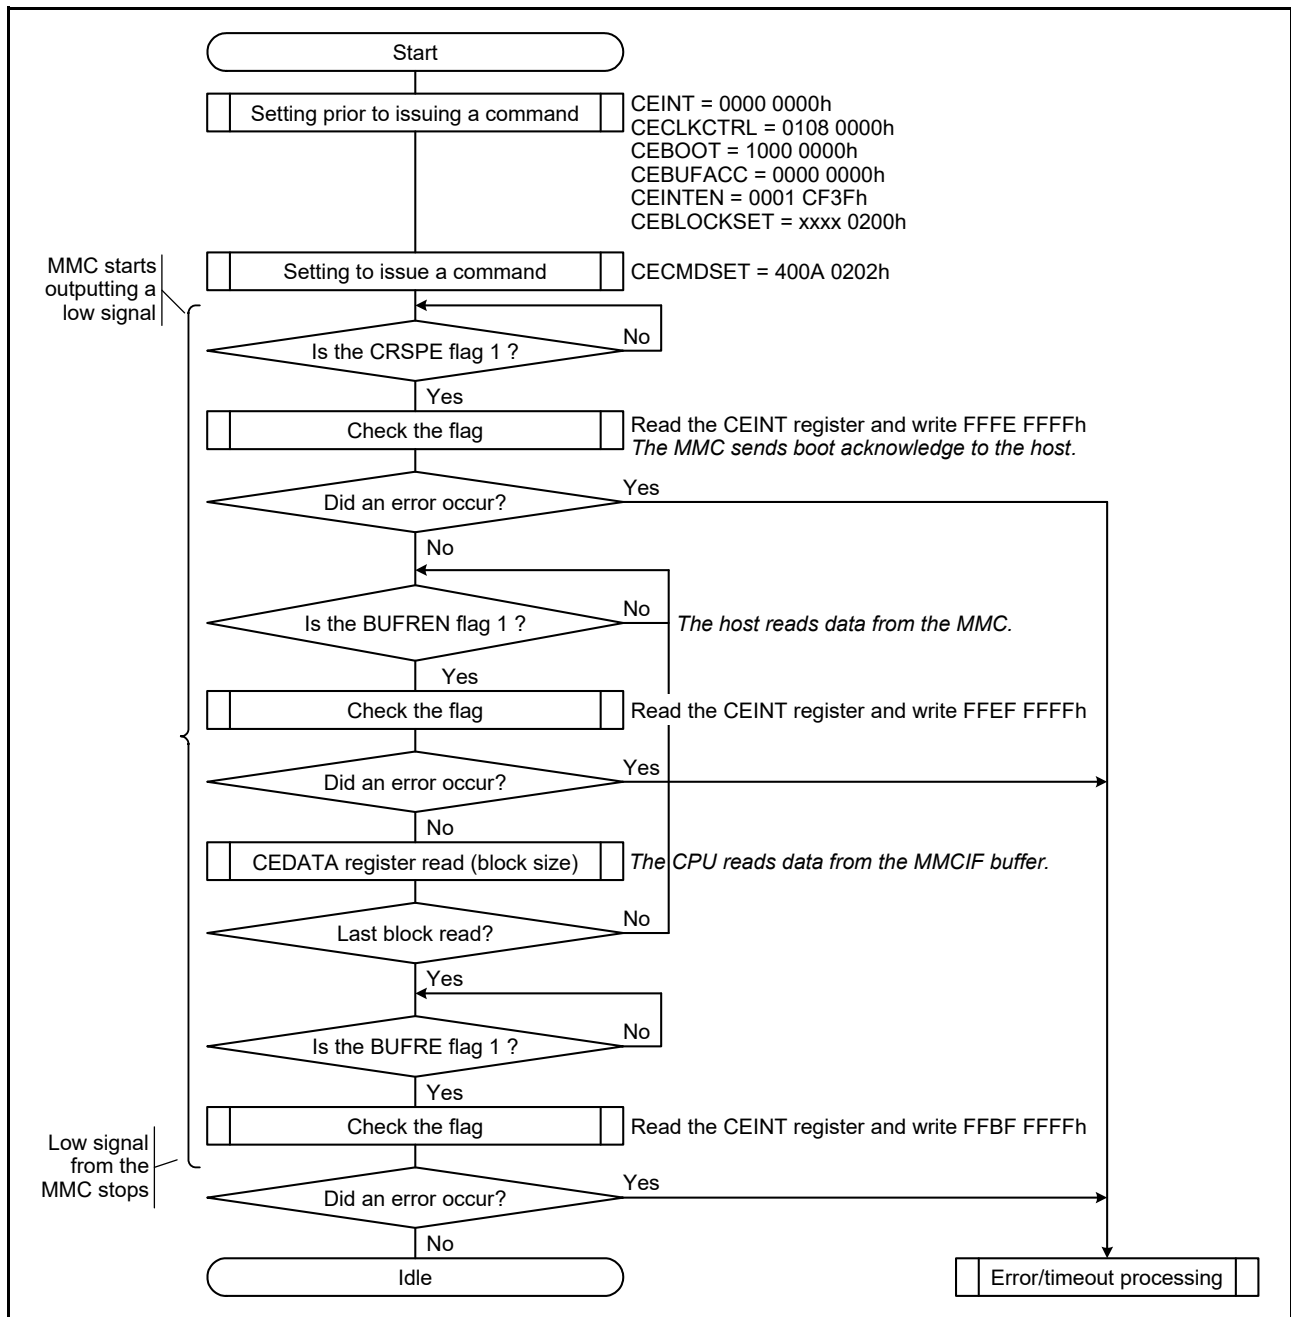 Start
Setting prior to issuing a command
CEINT = 0000 0000h
CECLKCTRL = 0108 0000h
CEBOOT = 1000 0000h
CEBUFACC = 0000 0000h
CEINTEN = 0001 CF3Fh
CEBLOCKSET = xxxx 0200h
MMC starts
outputting a
low signal
Setting to issue a command
CECMDSET = 400A 0202h
Is the CRSPE flag 1 ?
No
Yes
Check the flag
Read the CEINT register and write FFFE FFFFh
The MMC sends boot acknowledge to the host.
Did an error occur?
Yes
No
Is the BUFREN flag 1 ?
No
The host reads data from the MMC.
Yes
Check the flag
Read the CEINT register and write FFEF FFFFh
Did an error occur?
Yes
No
CEDATA register read (block size)
The CPU reads data from the MMCIF buffer.
Last block read?
No
Yes
Is the BUFRE flag 1 ?
No
Yes
Check the flag
Read the CEINT register and write FFBF FFFFh
Low signal
from the
MMC stops
Did an error occur?
Yes
No
Idle
Error/timeout processing